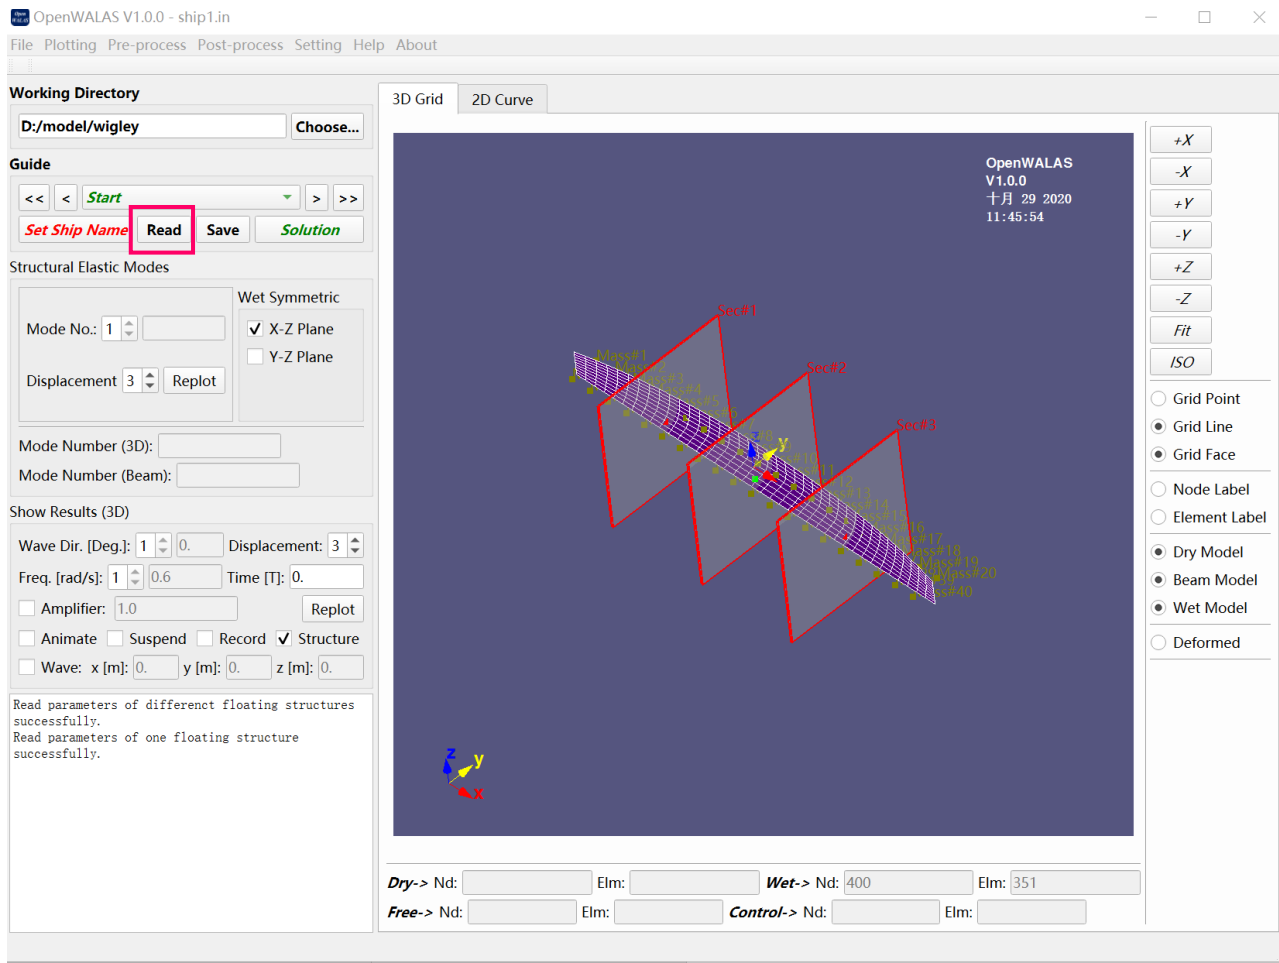 OpenWALAS V1.0.0 - ship1.in
File Plotting Pre-process Post-process Setting Help About
Working Directory
D:/model/wigley Choose...
Guide
<< < Start > >>
Set Ship Name Read Save Solution
Structural Elastic Modes
Wet Symmetric
Mode No.: 1 X-Z Plane
Y-Z Plane
Displacement 3 Replot
Mode Number (3D):
Mode Number (Beam):
Show Results (3D)
Wave Dir. [Deg.]: 1 0. Displacement: 3
Freq. [rad/s]: 1 0.6 Time [T]: 0.
Amplifier: 1.0 Replot
Animate Suspend Record Structure
Wave: x [m]: 0. y [m]: 0. z [m]: 0.
Read parameters of differenct floating structures
successfully.
Read parameters of one floating structure
successfully.
3D Grid 2D Curve
OpenWALAS
V1.0.0
十月 29 2020
11:45:54
Sec#1
Mass#1
Sec#2
Sec#3
z
y
Mass#17
Mass#19
Mass#20
z
y
x
Dry-> Nd: Elm: Wet-> Nd: 400 Elm: 351
Free-> Nd: Elm: Control-> Nd: Elm:
+X
-X
+Y
-Y
+Z
-Z
Fit
ISO
Grid Point
Grid Line
Grid Face
Node Label
Element Label
Dry Model
Beam Model
Wet Model
Deformed